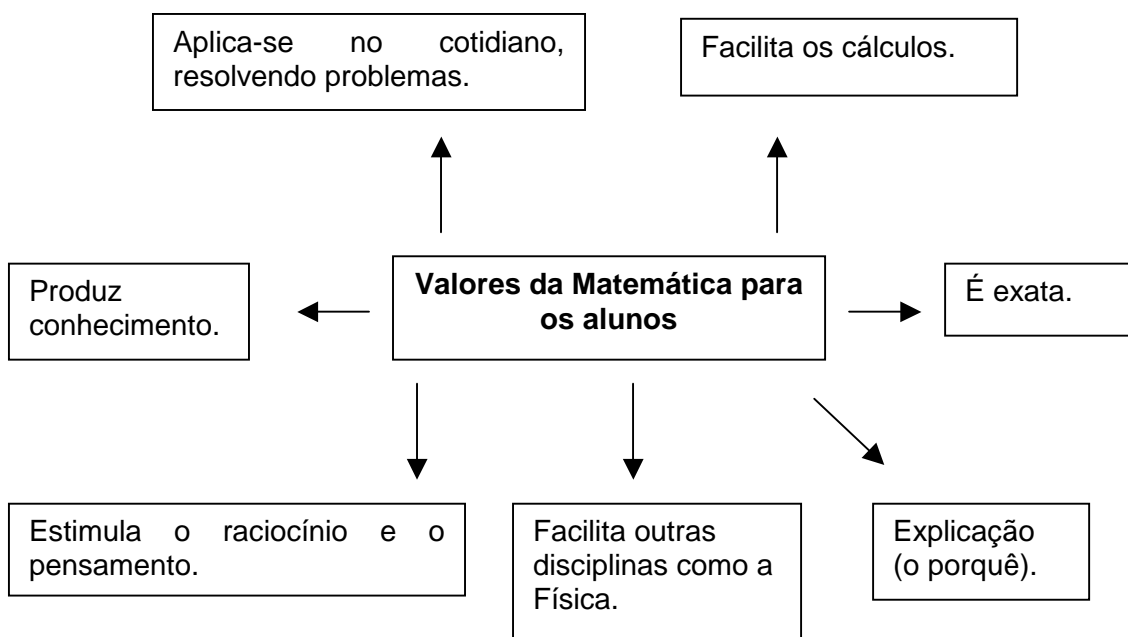 Aplica-se no cotidiano,
resolvendo problemas.
Facilita os cálculos.
Produz
conhecimento.
Valores da Matemática para
os alunos
É exata.
Estimula o raciocínio e o
pensamento.
Facilita outras
disciplinas como a
Física.
Explicação
(o porquê).